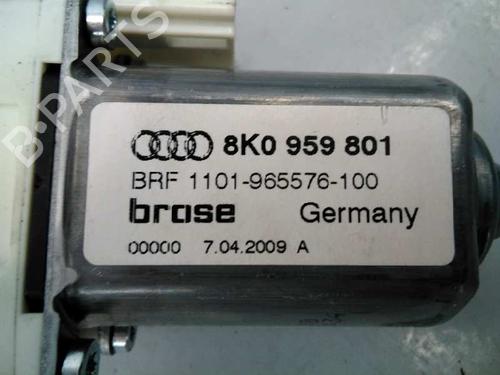 B-PARTS
8K0 959 801
BRF 1101-965576-100
brose Germany
00000 7.04.2009 A